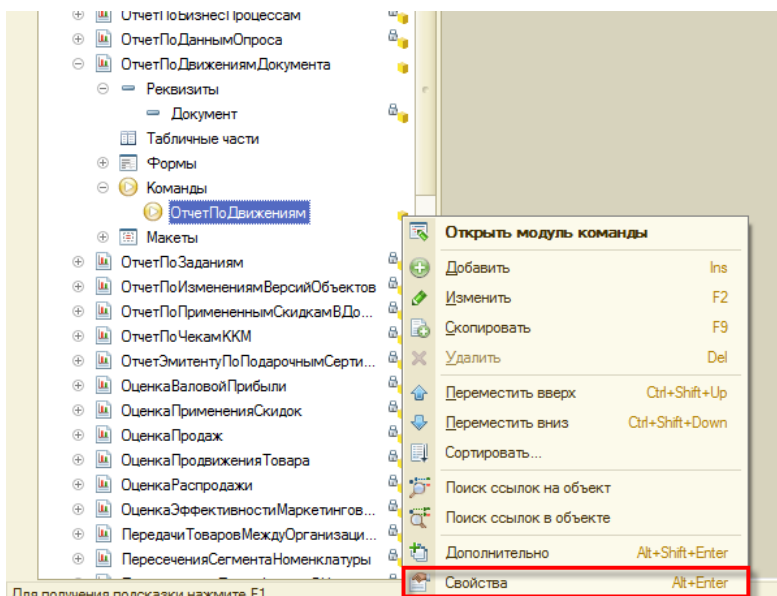 ОтчетПоБизнесПроцессам
ОтчетПоДаннымОпроса
ОтчетПоДвижениямДокумента
Реквизиты
Документ
Табличные части
Формы
Команды
ОтчетПоДвижениям
Макеты
ОтчетПоЗаданиям
ОтчетПоИзменениямВерсийОбъектов
ОтчетПоПримененнымСкидкамВДо...
ОтчетПоЧекамККМ
ОтчетЭмитентуПоПодарочнымСерти...
ОценкаВаловойПрибыли
ОценкаПримененияСкидок
ОценкаПродаж
ОценкаПродвиженияТовара
ОценкаРаспродажи
ОценкаЭффективностиМаркетингов...
ПередачиТоваровМеждуОрганизаци...
ПересеченияСегментаНоменклатуры
Для получения подсказки нажмите F1
Открыть модуль команды
Добавить Ins
Изменить F2
Скопировать F9
Удалить Del
Переместить вверх Ctrl+Shift+Up
Переместить вниз Ctrl+Shift+Down
Сортировать...
Поиск ссылок на объект
Поиск ссылок в объекте
Дополнительно Alt+Shift+Enter
Свойства Alt+Enter